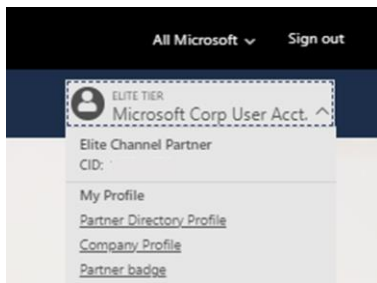 All Microsoft Sign out
ELITE TIER
Microsoft Corp User Acct.
Elite Channel Partner
CID:
My Profile
Partner Directory Profile
Company Profile
Partner badge